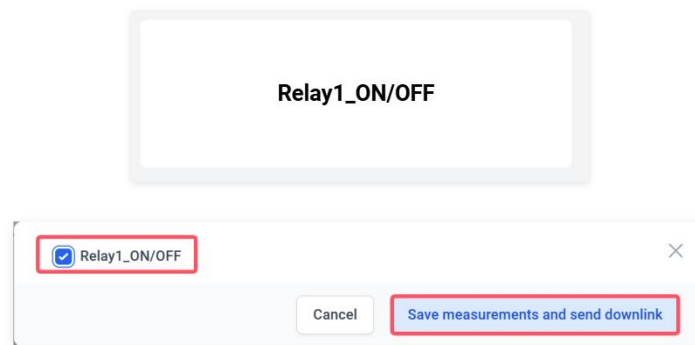 Relay1_ON/OFF
Relay1_ON/OFF
Cancel Save measurements and send downlink